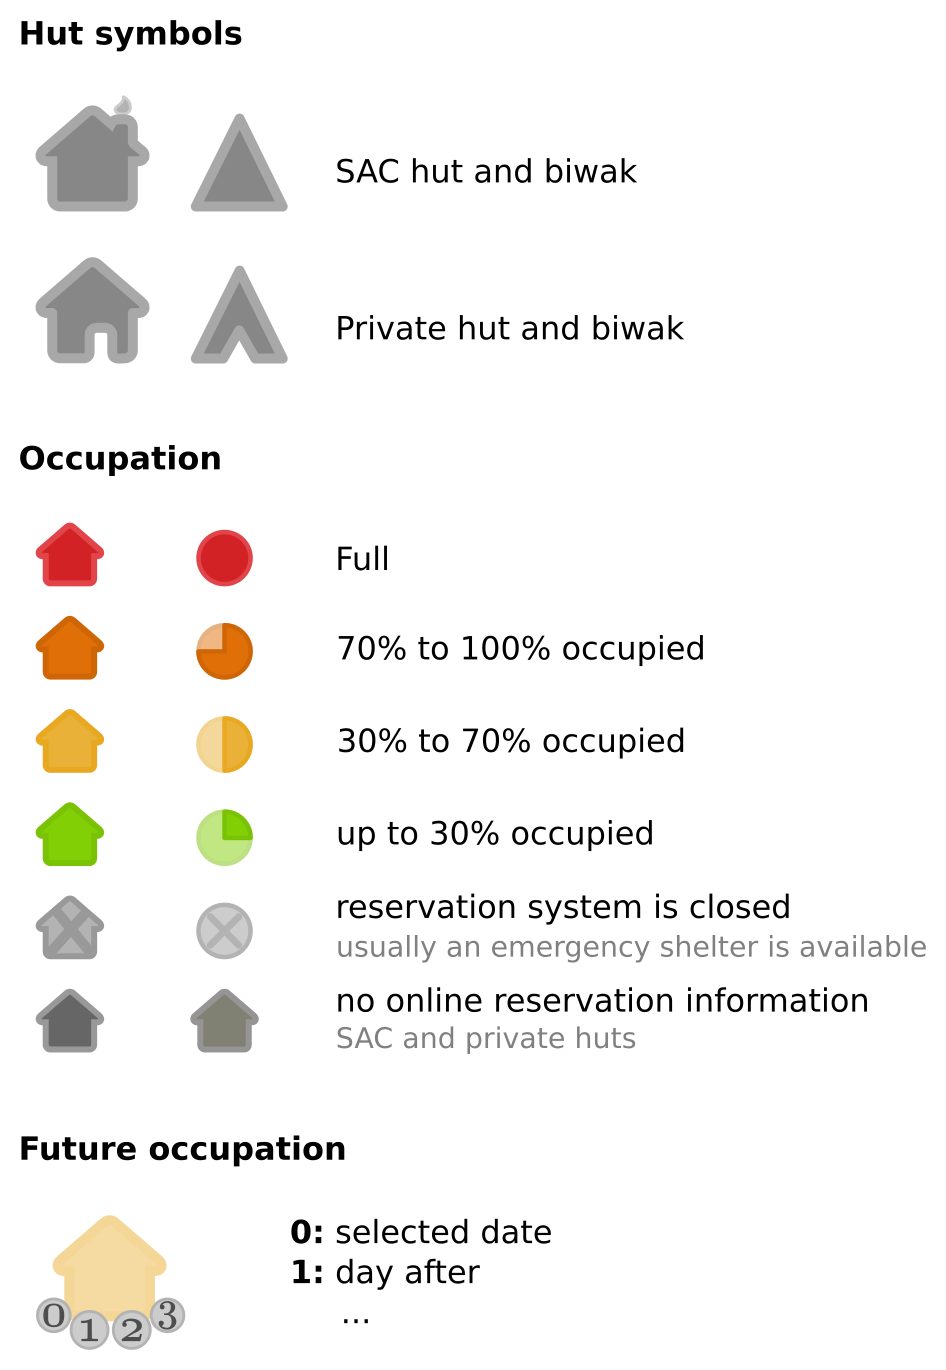 Hut symbols
SAC hut and biwak
Private hut and biwak
Occupation
Full
70% to 100% occupied
30% to 70% occupied
up to 30% occupied
reservation system is closed
usually an emergency shelter is available
no online reservation information
SAC and private huts
Future occupation
0: selected date
1: day after
...
0 1 2 3